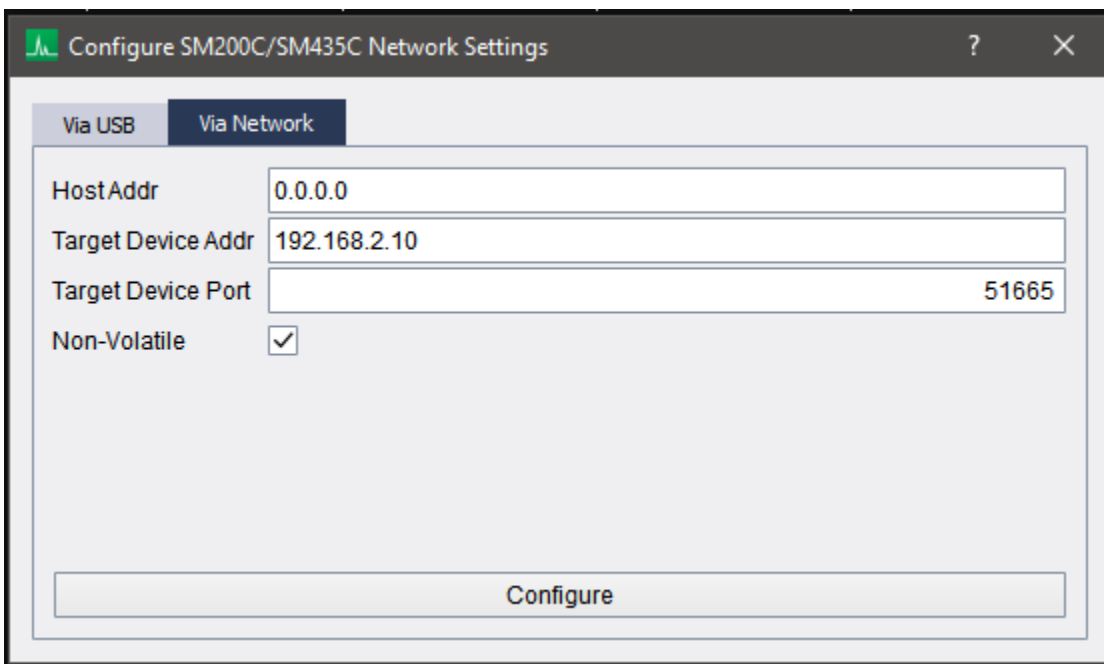 Configure SM200C/SM435C Network Settings ? ×
Via USB Via Network
Host Addr 0.0.0.0
Target Device Addr 192.168.2.10
Target Device Port 51665
Non-Volatile
Configure